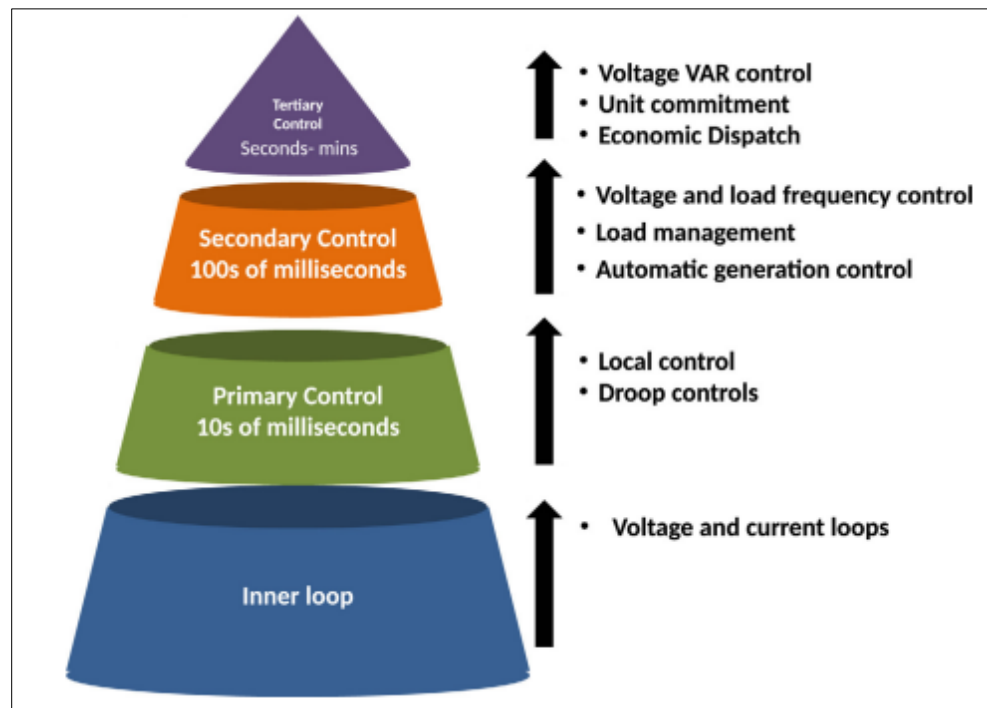 Tertiary
Control
Seconds- mins
• Voltage VAR control
• Unit commitment
• Economic Dispatch
Secondary Control
100s of milliseconds
• Voltage and load frequency control
• Load management
• Automatic generation control
Primary Control
10s of milliseconds
• Local control
• Droop controls
Inner loop
• Voltage and current loops